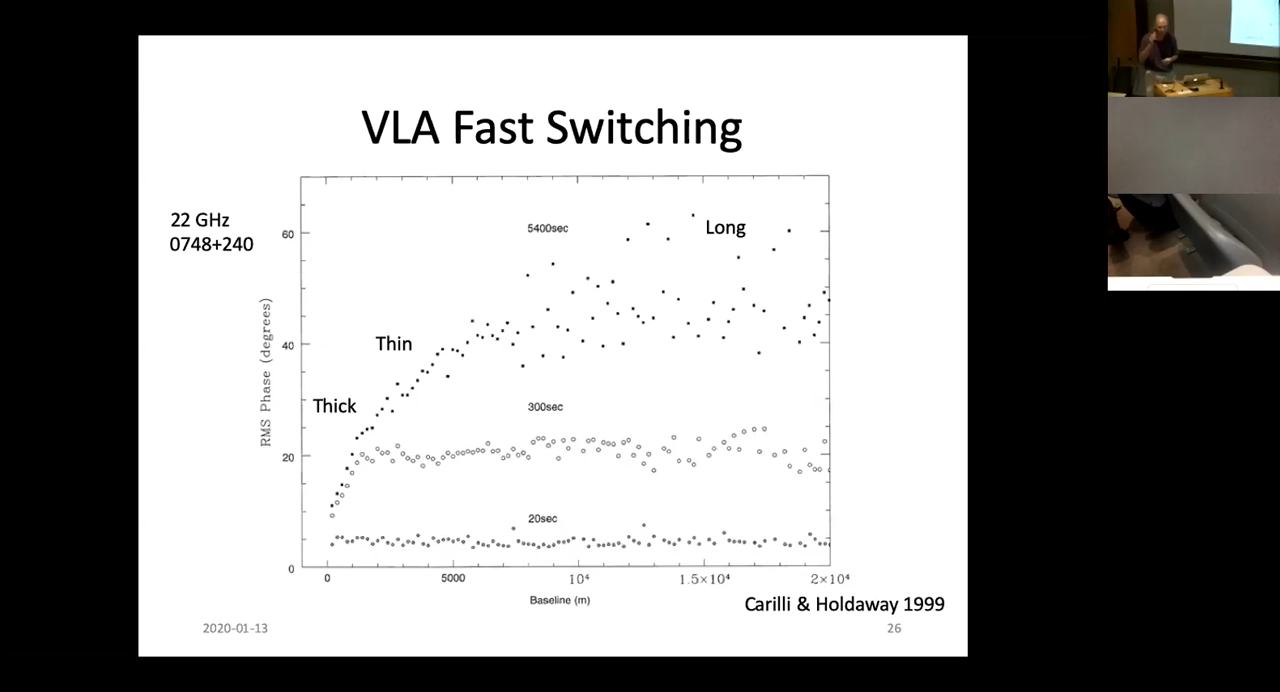 VLA Fast Switching
22 GHz
0748+240
5400sec
Long
60
Thin
40
Thick
300sec
RMS Phase (degrees)
20
20sec
0
0
5000
10⁴
1.5×10⁴
2×10⁴
Baseline (m)
Carilli & Holdaway 1999
2020-01-13
26